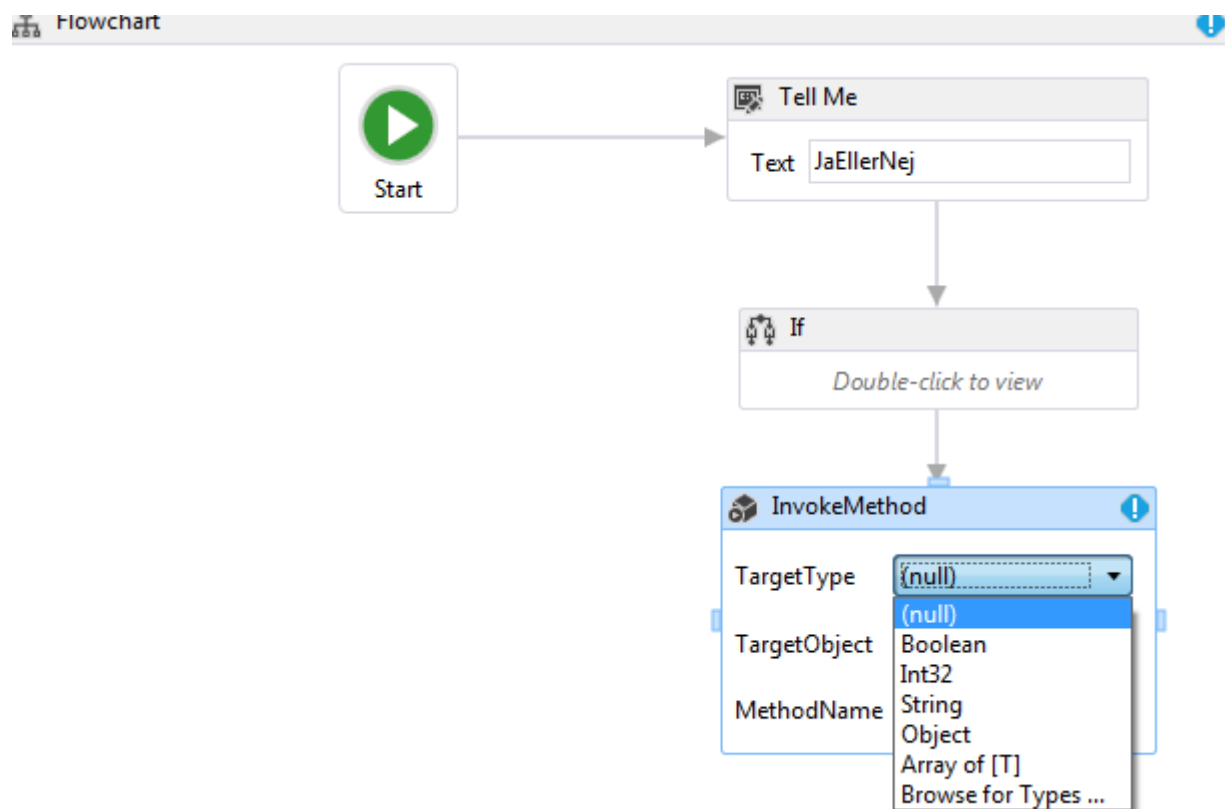 Flowchart
Start
Tell Me
Text JaEllerNej
If
Double-click to view
InvokeMethod
TargetType (null)
(null)
Boolean
TargetObject
Int32
String
MethodName
Object
Array of [T]
Browse for Types ...